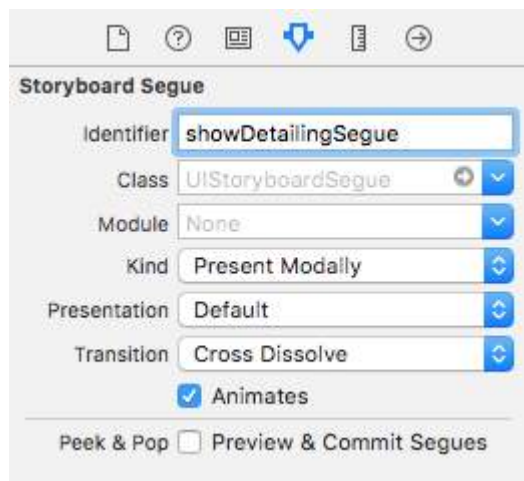 Storyboard Segue
Identifier showDetailingSegue
Class UIStoryboardSegue
Module None
Kind Present Modally
Presentation Default
Transition Cross Dissolve
Animates
Peek & Pop Preview & Commit Segues